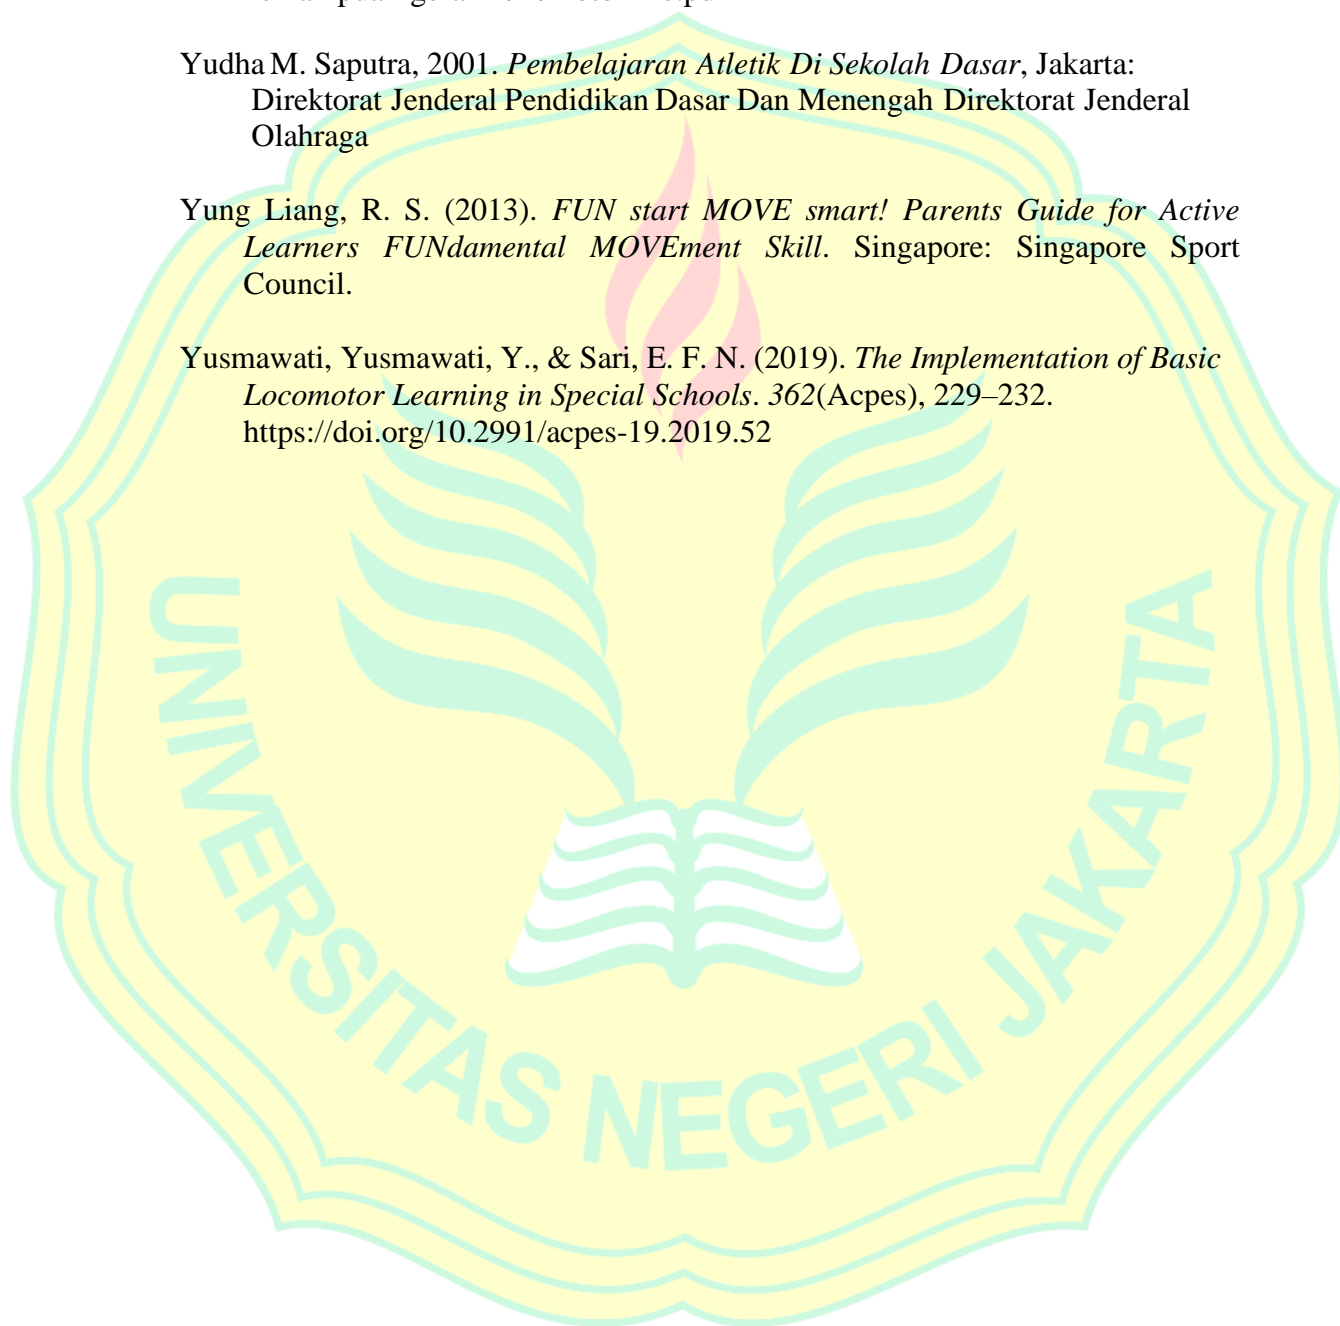 Yudha M. Saputra, 2001. Pembelajaran Atletik Di Sekolah Dasar, Jakarta:
Direktorat Jenderal Pendidikan Dasar Dan Menengah Direktorat Jenderal
Olahraga
Yung Liang, R. S. (2013). FUN start MOVE smart! Parents Guide for Active
Learners FUNdamental MOVEment Skill. Singapore: Singapore Sport
Council.
Yusmawati, Yusmawati, Y., & Sari, E. F. N. (2019). The Implementation of Basic
Locomotor Learning in Special Schools. 362(Acpes), 229–232.
https://doi.org/10.2991/acpes-19.2019.52
UNIVERSITAS NEGERI JAKARTA